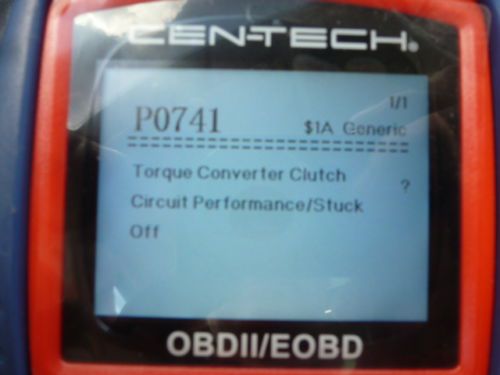 CEN-TECH®
1/1
P0741 $1A Generic
Torque Converter Clutch
?
Circuit Performance/Stuck
Off
OBDII/EOBD